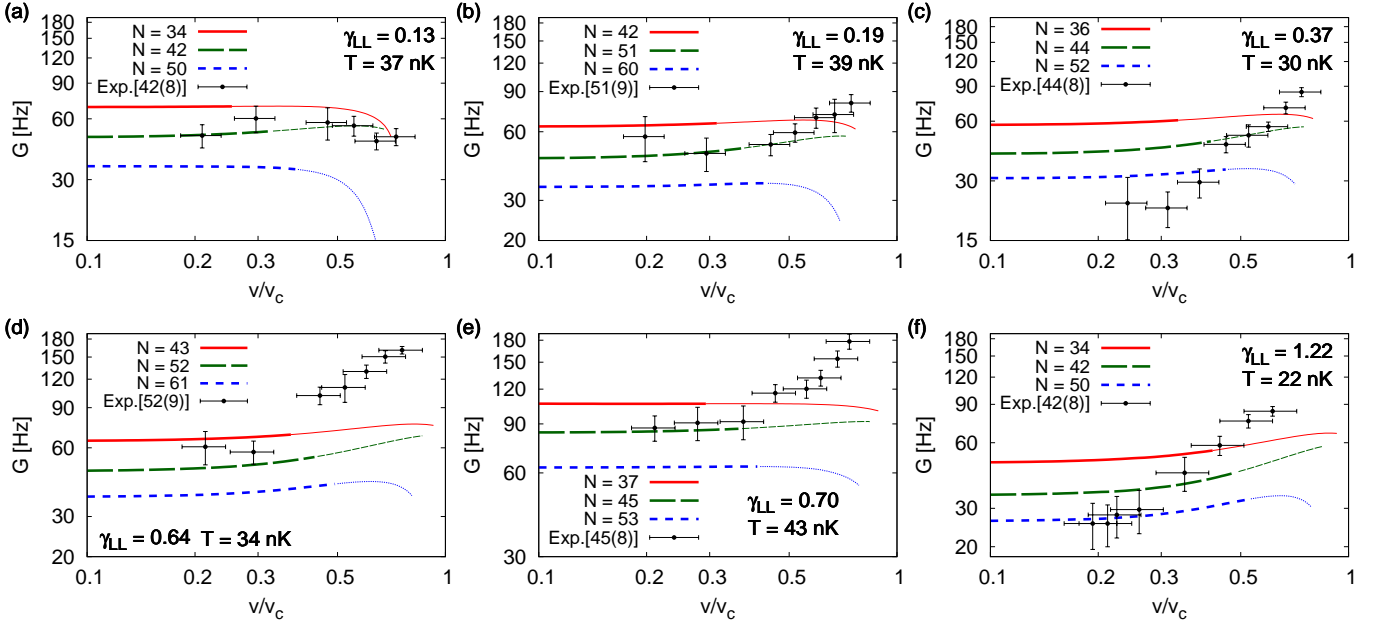 (a)
180
150
120
90
60
30
15
G [Hz]
N = 34
N = 42
N = 50
Exp.[42(8)]
γLL = 0.13
T = 37 nK
0.1 0.2 0.3 0.5 1
v/vc
(b)
180
150
120
90
60
30
20
G [Hz]
N = 42
N = 51
N = 60
Exp.[51(9)]
γLL = 0.19
T = 39 nK
0.1 0.2 0.3 0.5 1
v/vc
(c)
180
150
120
90
60
30
15
G [Hz]
N = 36
N = 44
N = 52
Exp.[44(8)]
γLL = 0.37
T = 30 nK
0.1 0.2 0.3 0.5 1
v/vc
(d)
180
150
120
90
60
30
20
G [Hz]
N = 43
N = 52
N = 61
Exp.[52(9)]
γLL = 0.64 T = 34 nK
0.1 0.2 0.3 0.5 1
v/vc
(e)
180
150
120
90
60
30
G [Hz]
N = 37
N = 45
N = 53
Exp.[45(8)]
γLL = 0.70
T = 43 nK
0.1 0.2 0.3 0.5 1
v/vc
(f)
180
150
120
90
60
30
20
G [Hz]
N = 34
N = 42
N = 50
Exp.[42(8)]
γLL = 1.22
T = 22 nK
0.1 0.2 0.3 0.5 1
v/vc